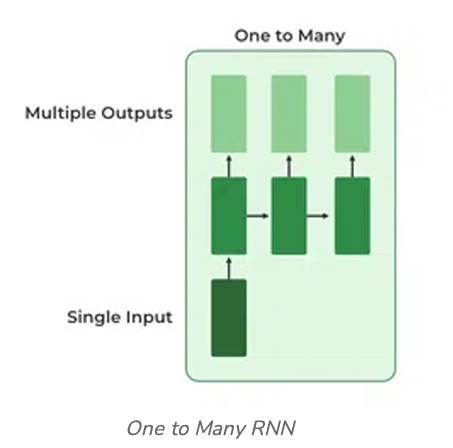 One to Many
Multiple Outputs
Single Input
One to Many RNN